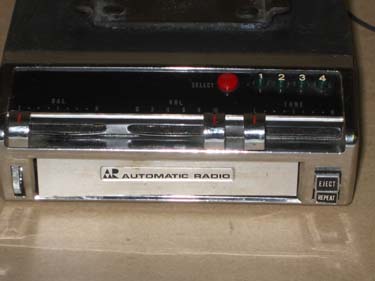 SELECT 1 2 3 4
BAL VOL TONE
AR AUTOMATIC RADIO
EJECT
REPEAT